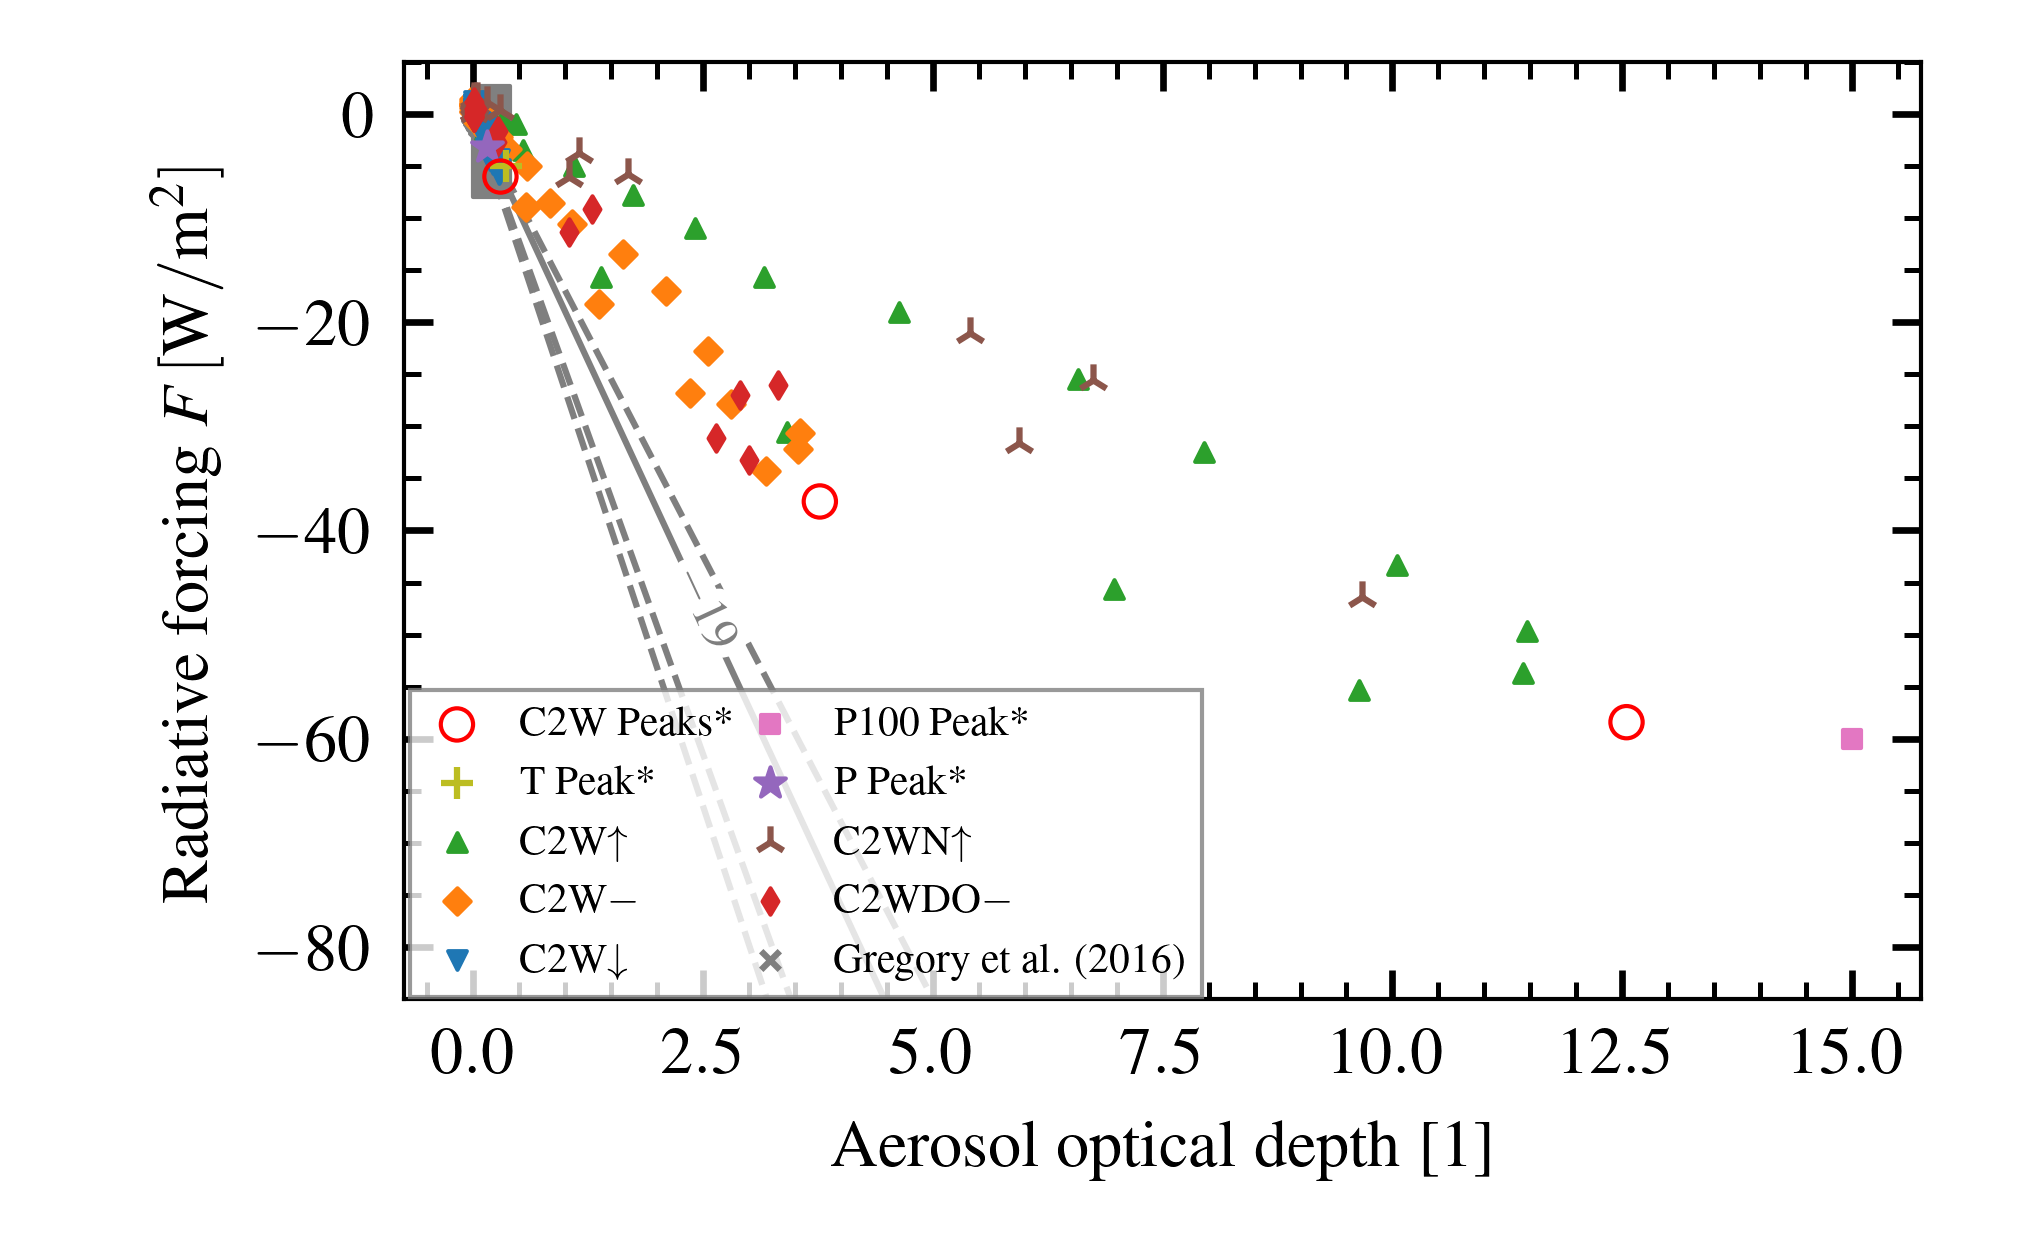 0
−20
−40
−60
−80
Radiative forcing F [W/m²]
−19
C2W Peaks*
T Peak*
C2W↑
C2W−
C2W↓
P100 Peak*
P Peak*
C2WN↑
C2WDO−
Gregory et al. (2016)
0.0 2.5 5.0 7.5 10.0 12.5 15.0
Aerosol optical depth [1]